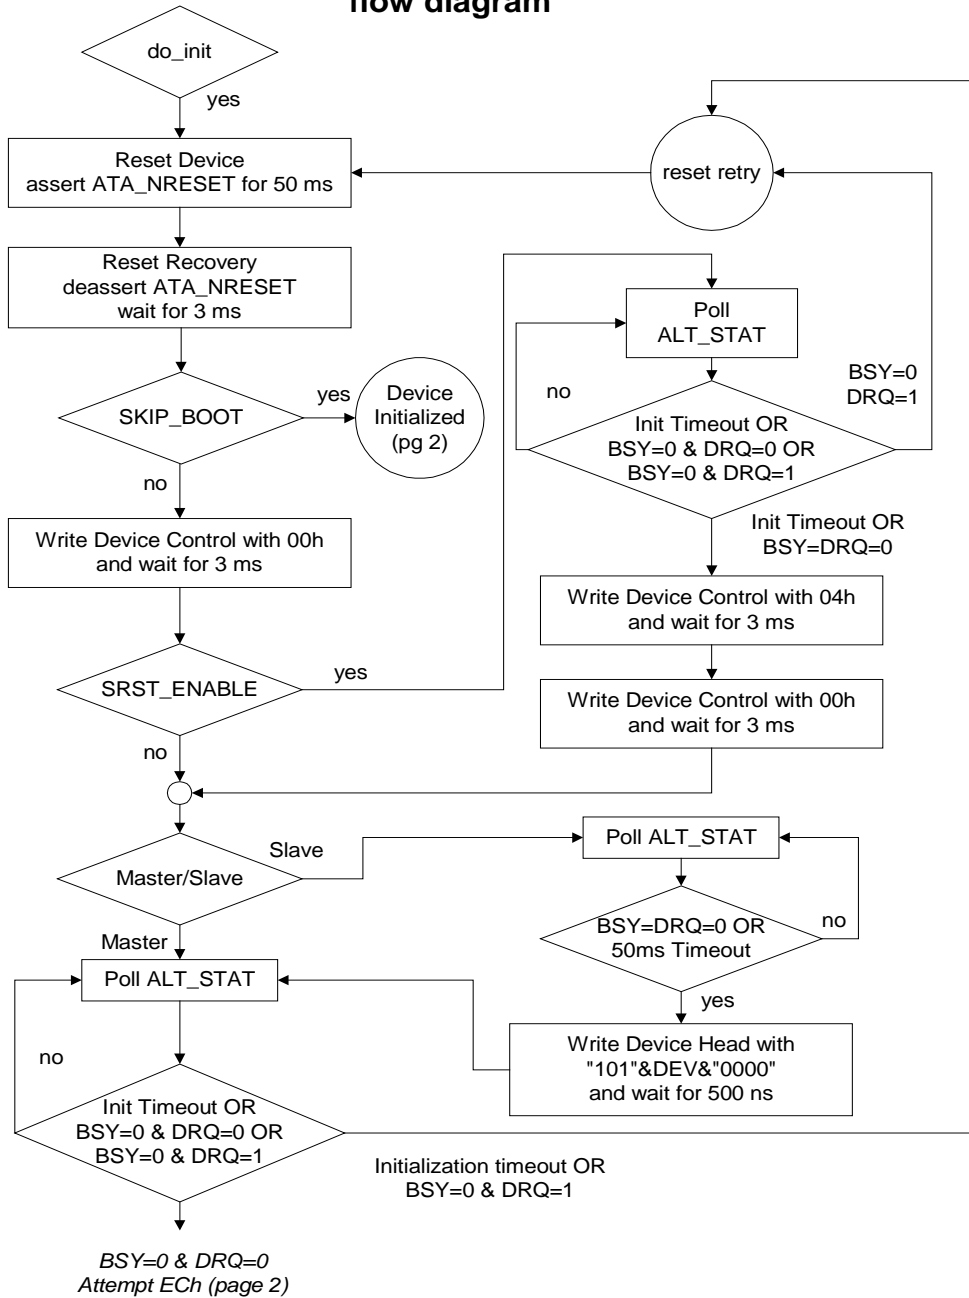 flow diagram
do_init
yes
Reset Device
assert ATA_NRESET for 50 ms
reset retry
Reset Recovery
deassert ATA_NRESET
wait for 3 ms
Poll
ALT_STAT
SKIP_BOOT
yes
Device
Initialized
(pg 2)
no
no
BSY=0
DRQ=1
Init Timeout OR
BSY=0 & DRQ=0 OR
BSY=0 & DRQ=1
Init Timeout OR
BSY=DRQ=0
Write Device Control with 00h
and wait for 3 ms
Write Device Control with 04h
and wait for 3 ms
SRST_ENABLE
yes
no
Write Device Control with 00h
and wait for 3 ms
Master/Slave
Slave
Master
Poll ALT_STAT
BSY=DRQ=0 OR
50ms Timeout
no
yes
Write Device Head with
"101"&DEV&"0000"
and wait for 500 ns
Poll ALT_STAT
no
Init Timeout OR
BSY=0 & DRQ=0 OR
BSY=0 & DRQ=1
Initialization timeout OR
BSY=0 & DRQ=1
BSY=0 & DRQ=0
Attempt ECh (page 2)